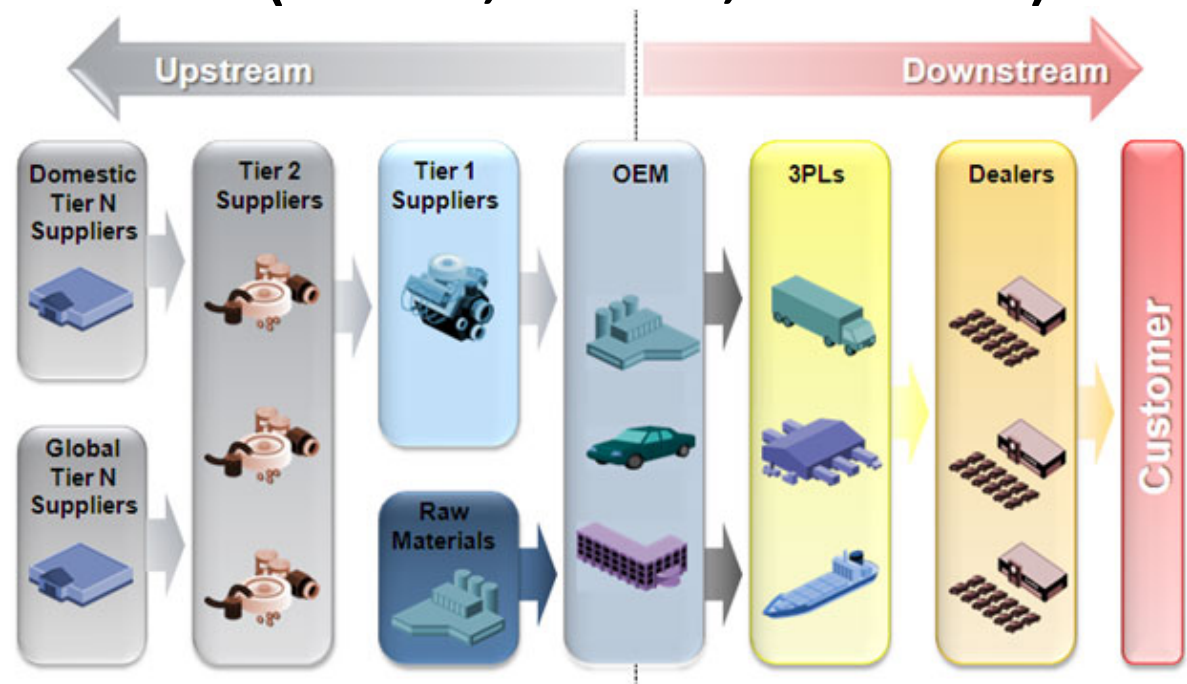 Upstream
Downstream
Domestic
Tier N
Suppliers
Tier 2
Suppliers
Tier 1
Suppliers
OEM
3PLs
Dealers
Customer
Global
Tier N
Suppliers
Raw
Materials